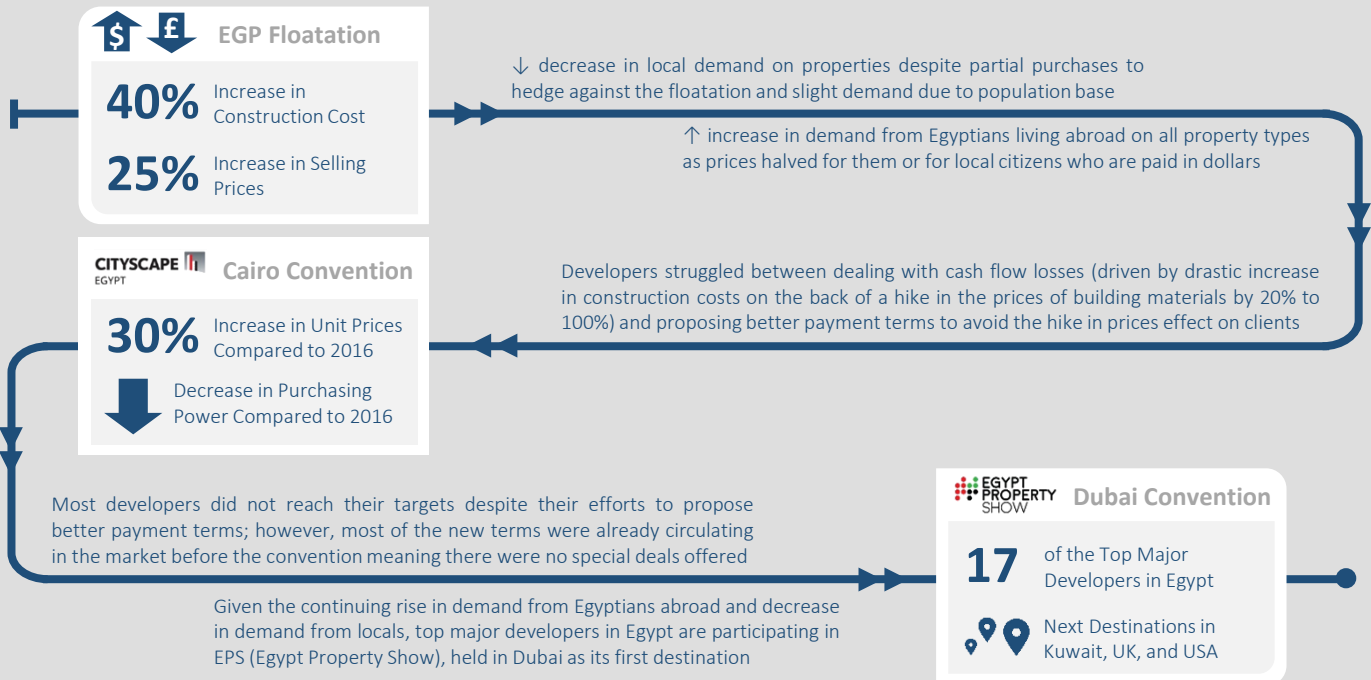 $ £ EGP Floatation
40% Increase in
Construction Cost
25% Increase in Selling
Prices
↓ decrease in local demand on properties despite partial purchases to
hedge against the floatation and slight demand due to population base
↑ increase in demand from Egyptians living abroad on all property types
as prices halved for them or for local citizens who are paid in dollars
Developers struggled between dealing with cash flow losses (driven by drastic increase
in construction costs on the back of a hike in the prices of building materials by 20% to
100%) and proposing better payment terms to avoid the hike in prices effect on clients
CITYSCAPE
EGYPT
Cairo Convention
30% Increase in Unit Prices
Compared to 2016
Decrease in Purchasing
Power Compared to 2016
Most developers did not reach their targets despite their efforts to propose
better payment terms; however, most of the new terms were already circulating
in the market before the convention meaning there were no special deals offered
Given the continuing rise in demand from Egyptians abroad and decrease
in demand from locals, top major developers in Egypt are participating in
EPS (Egypt Property Show), held in Dubai as its first destination
EGYPT
PROPERTY
SHOW
Dubai Convention
17 of the Top Major
Developers in Egypt
Next Destinations in
Kuwait, UK, and USA